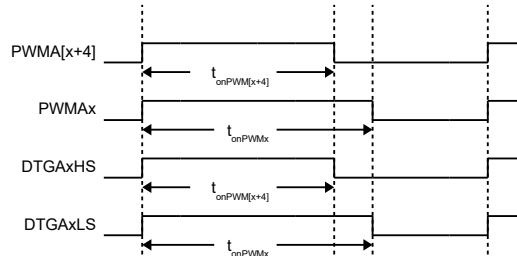 PWMA[x+4]
tonPWM[x+4]
PWMAx
tonPWMx
DTGAxHS
tonPWM[x+4]
DTGAxLS
tonPWMx